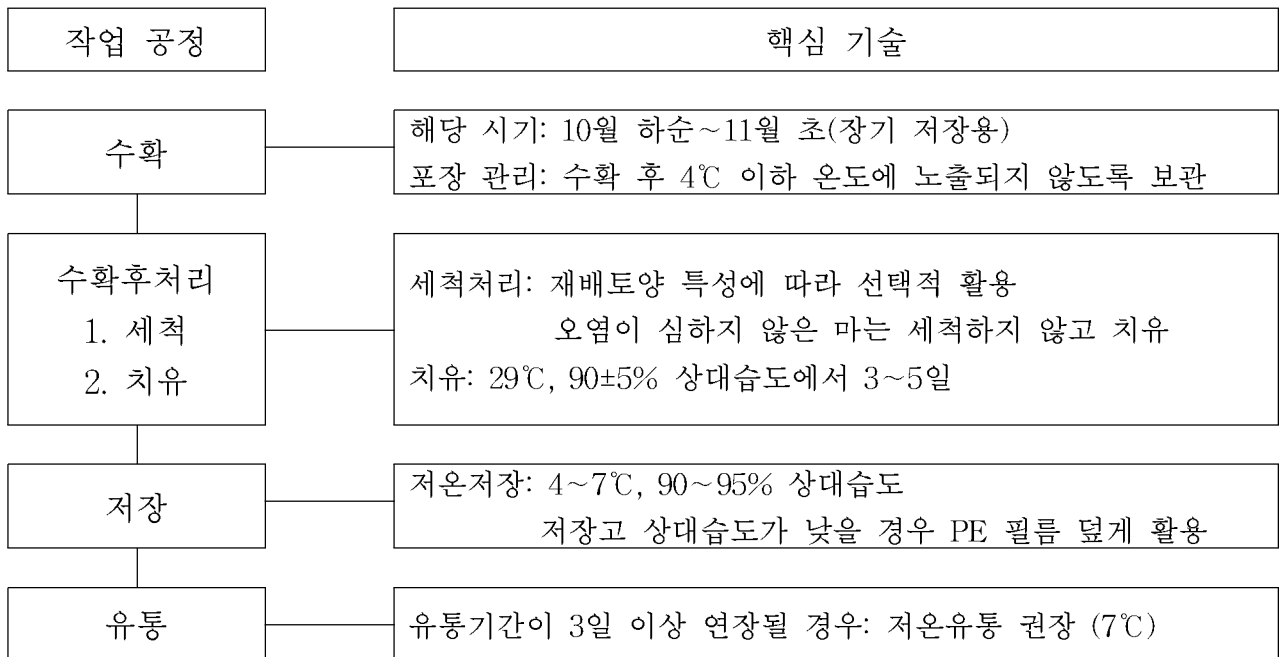 작업 공정
핵심 기술
수확
해당 시기: 10월 하순~11월 초(장기 저장용)
포장 관리: 수확 후 4℃ 이하 온도에 노출되지 않도록 보관
수확후처리
1. 세척
2. 치유
세척처리: 재배토양 특성에 따라 선택적 활용
오염이 심하지 않은 마는 세척하지 않고 치유
치유: 29℃, 90±5% 상대습도에서 3~5일
저장
저온저장: 4~7℃, 90~95% 상대습도
저장고 상대습도가 낮을 경우 PE 필름 덮게 활용
유통
유통기간이 3일 이상 연장될 경우: 저온유통 권장 (7℃)